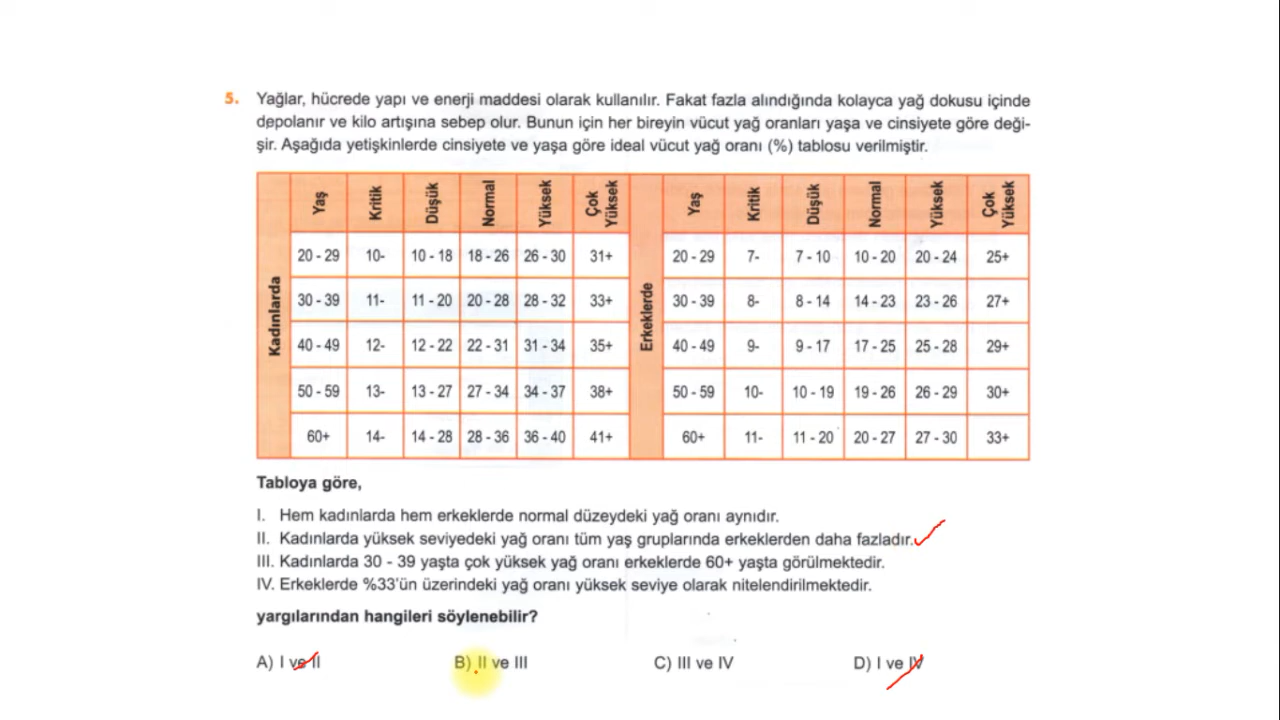 5. Yağlar, hücrede yapı ve enerji maddesi olarak kullanılır. Fakat fazla alındığında kolayca yağ dokusu içinde
depolanır ve kilo artışına sebep olur. Bunun için her bireyin vücut yağ oranları yaşa ve cinsiyete göre deği-
şir. Aşağıda yetişkinlerde cinsiyete ve yaşa göre ideal vücut yağ oranı (%) tablosu verilmiştir.
Kadınlarda Yaş Kritik Düşük Normal Yüksek Çok Yüksek Erkeklerde Yaş Kritik Düşük Normal Yüksek Çok Yüksek
20 - 29 10- 10 - 18 18 - 26 26 - 30 31+ 20 - 29 7- 7 - 10 10 - 20 20 - 24 25+
30 - 39 11- 11 - 20 20 - 28 28 - 32 33+ 30 - 39 8- 8 - 14 14 - 23 23 - 26 27+
40 - 49 12- 12 - 22 22 - 31 31 - 34 35+ 40 - 49 9- 9 - 17 17 - 25 25 - 28 29+
50 - 59 13- 13 - 27 27 - 34 34 - 37 38+ 50 - 59 10- 10 - 19 19 - 26 26 - 29 30+
60+ 14- 14 - 28 28 - 36 36 - 40 41+ 60+ 11- 11 - 20 20 - 27 27 - 30 33+
Tabloya göre,
I. Hem kadınlarda hem erkeklerde normal düzeydeki yağ oranı aynıdır.
II. Kadınlarda yüksek seviyedeki yağ oranı tüm yaş gruplarında erkeklerden daha fazladır.
III. Kadınlarda 30 - 39 yaşta çok yüksek yağ oranı erkeklerde 60+ yaşta görülmektedir.
IV. Erkeklerde %33'ün üzerindeki yağ oranı yüksek seviye olarak nitelendirilmektedir.
yargılarından hangileri söylenebilir?
A) I ve II B) II ve III C) III ve IV D) I ve IV